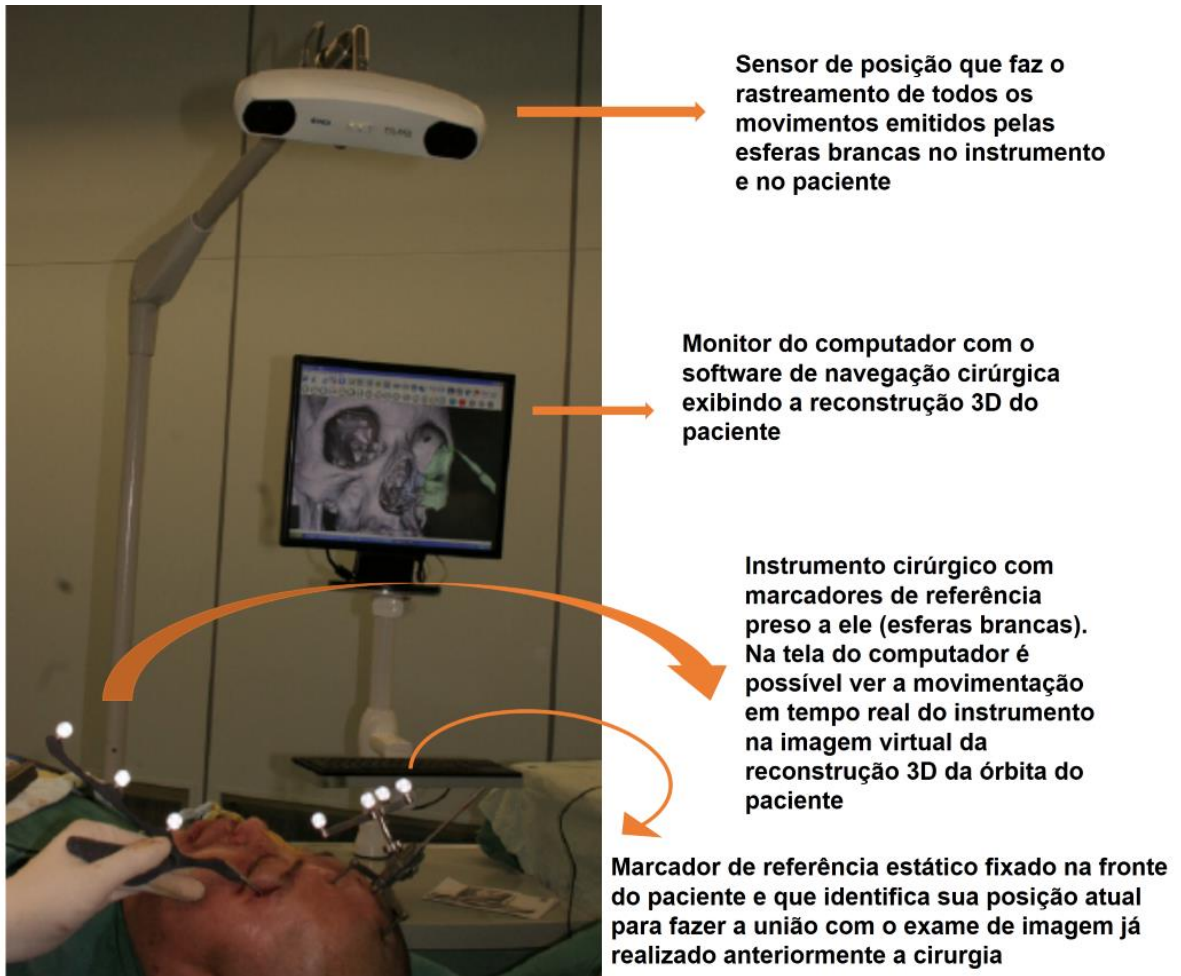 Sensor de posição que faz o
rastreamento de todos os
movimentos emitidos pelas
esferas brancas no instrumento
e no paciente
Monitor do computador com o
software de navegação cirúrgica
exibindo a reconstrução 3D do
paciente
Instrumento cirúrgico com
marcadores de referência
preso a ele (esferas brancas).
Na tela do computador é
possível ver a movimentação
em tempo real do instrumento
na imagem virtual da
reconstrução 3D da órbita do
paciente
Marcador de referência estático fixado na fronte
do paciente e que identifica sua posição atual
para fazer a união com o exame de imagem já
realizado anteriormente a cirurgia